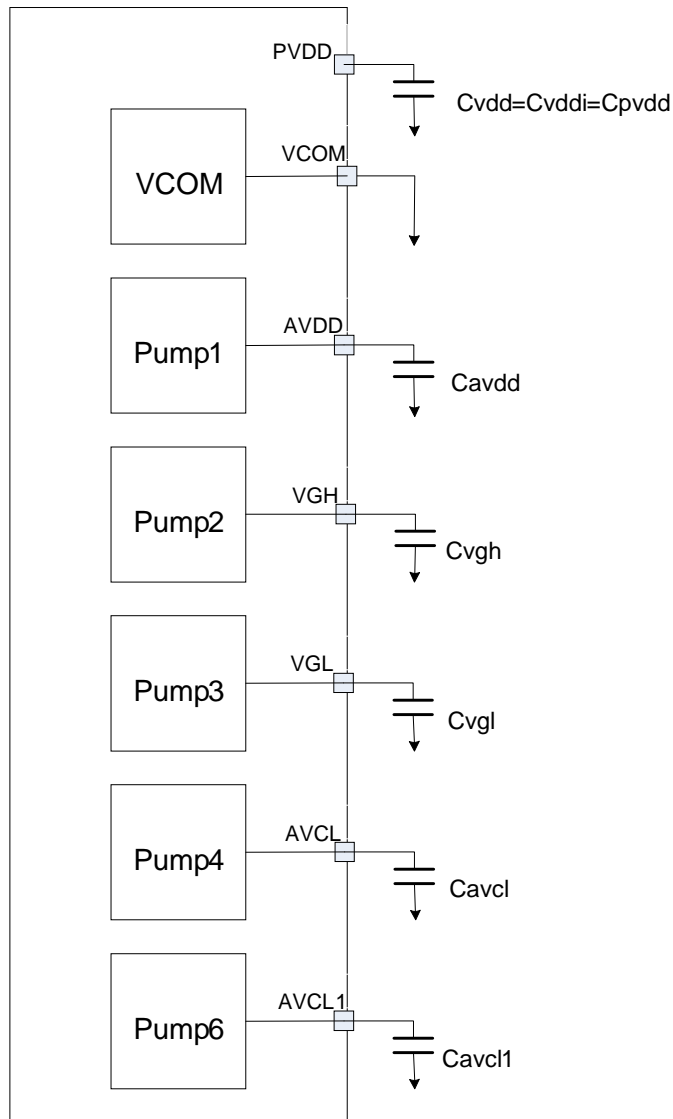 PVDD
Cvdd=Cvddi=Cpvdd
VCOM
VCOM
AVDD
Pump1
Cavdd
VGH
Pump2
Cvgh
VGL
Pump3
Cvgl
AVCL
Pump4
Cavcl
AVCL1
Pump6
Cavcl1